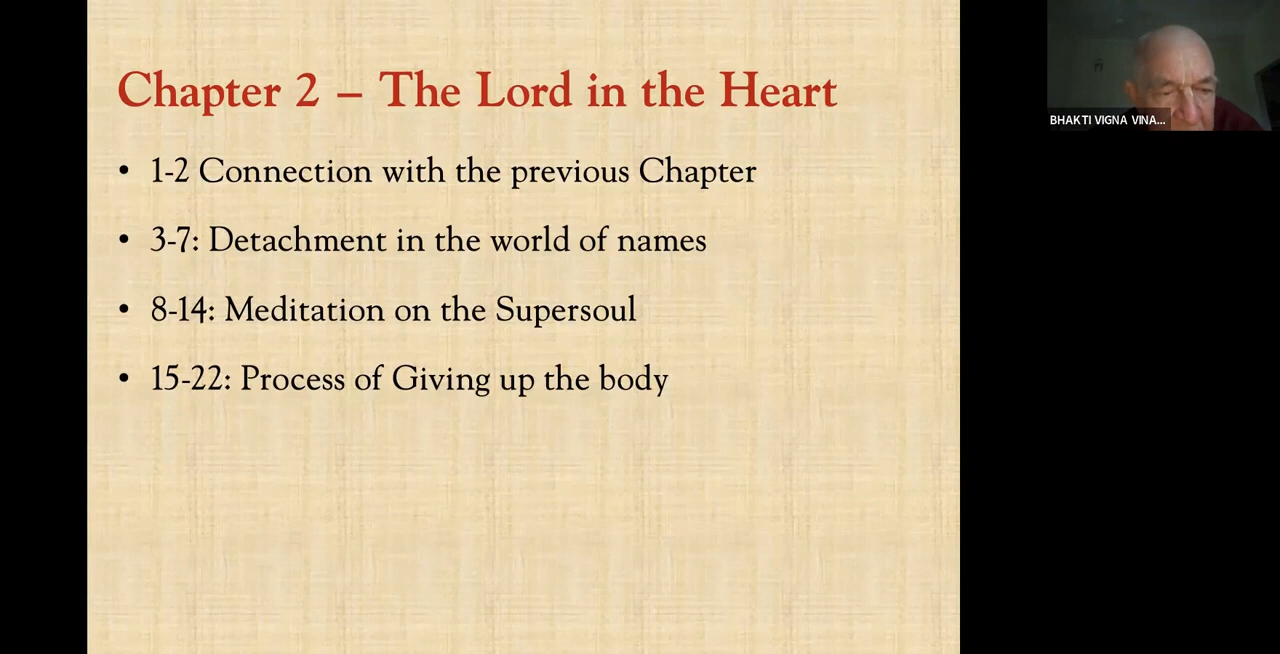 Chapter 2 – The Lord in the Heart
• 1-2 Connection with the previous Chapter
• 3-7: Detachment in the world of names
• 8-14: Meditation on the Supersoul
• 15-22: Process of Giving up the body
BHAKTI VIGNA VINA...